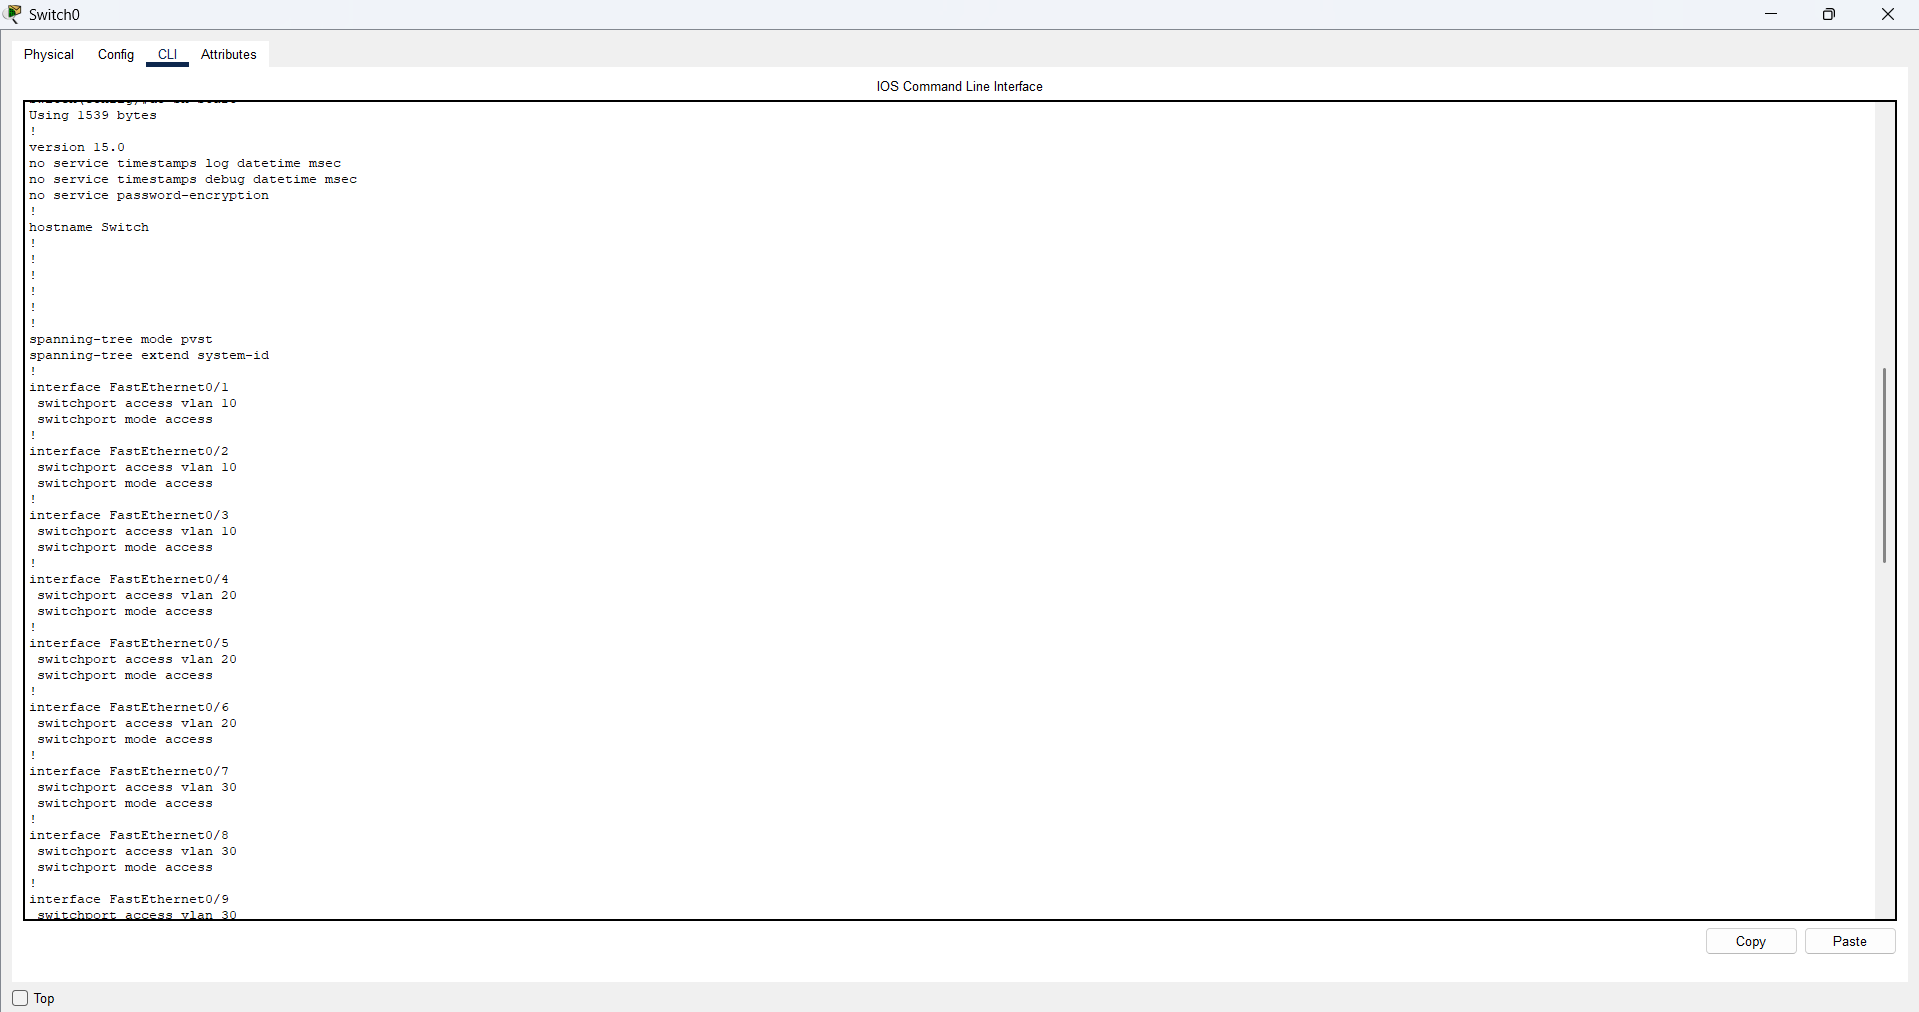 Switch0
Physical Config CLI Attributes
IOS Command Line Interface
Using 1539 bytes
!
version 15.0
no service timestamps log datetime msec
no service timestamps debug datetime msec
no service password-encryption
!
hostname Switch
!
!
!
!
!
!
spanning-tree mode pvst
spanning-tree extend system-id
!
interface FastEthernet0/1
 switchport access vlan 10
 switchport mode access
!
interface FastEthernet0/2
 switchport access vlan 10
 switchport mode access
!
interface FastEthernet0/3
 switchport access vlan 10
 switchport mode access
!
interface FastEthernet0/4
 switchport access vlan 20
 switchport mode access
!
interface FastEthernet0/5
 switchport access vlan 20
 switchport mode access
!
interface FastEthernet0/6
 switchport access vlan 20
 switchport mode access
!
interface FastEthernet0/7
 switchport access vlan 30
 switchport mode access
!
interface FastEthernet0/8
 switchport access vlan 30
 switchport mode access
!
interface FastEthernet0/9
 switchport access vlan 30
Copy Paste
Top